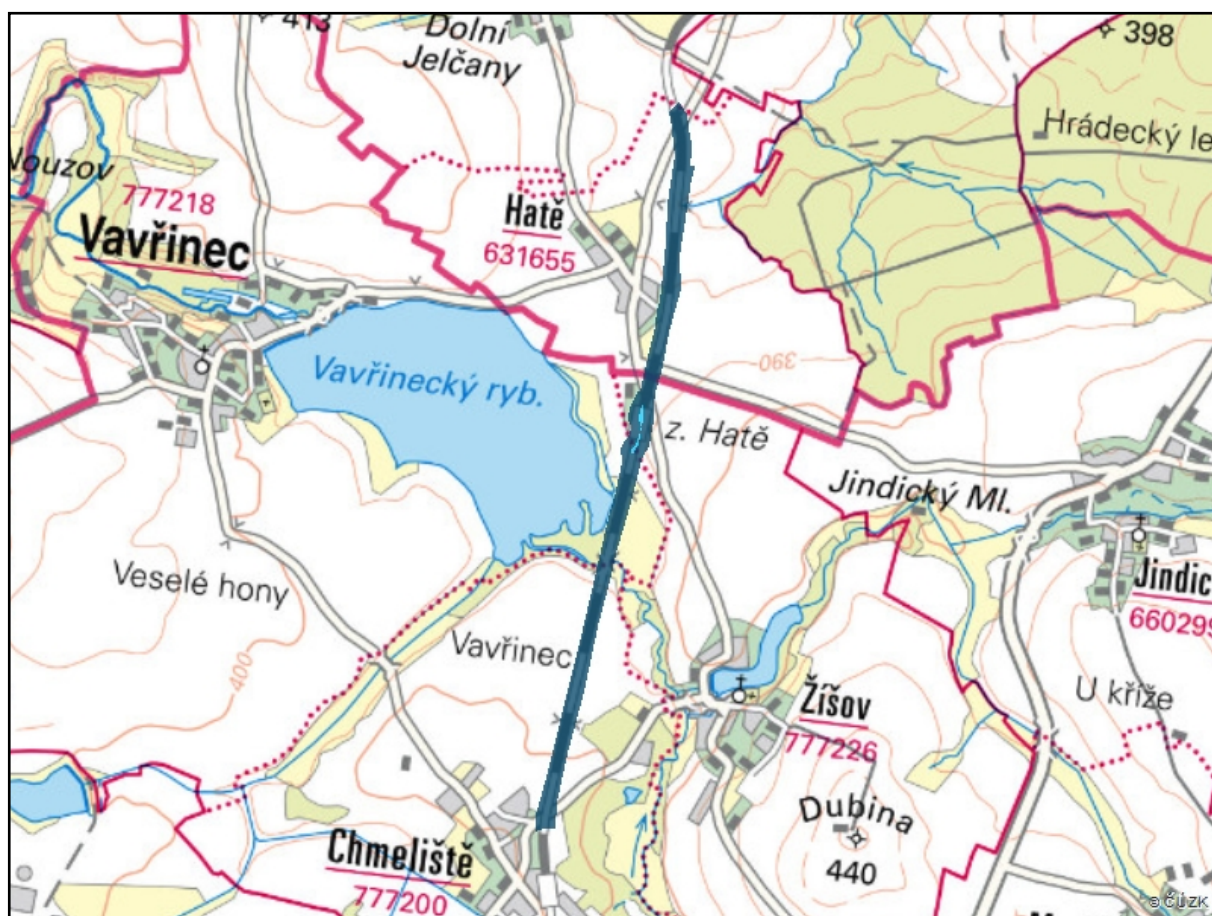 413
Dolní
Jelčany
398
Hrádecký le
Nouzov
777218
Vavřinec
Hatě
631655
390
Vavřinecký ryb.
z. Hatě
Jindický Ml.
Veselé hony
Jindic
660299
400
Vavřinec
Žíšov
777226
U kříže
Dubina
440
Chmeliště
777200
© ČÚZK